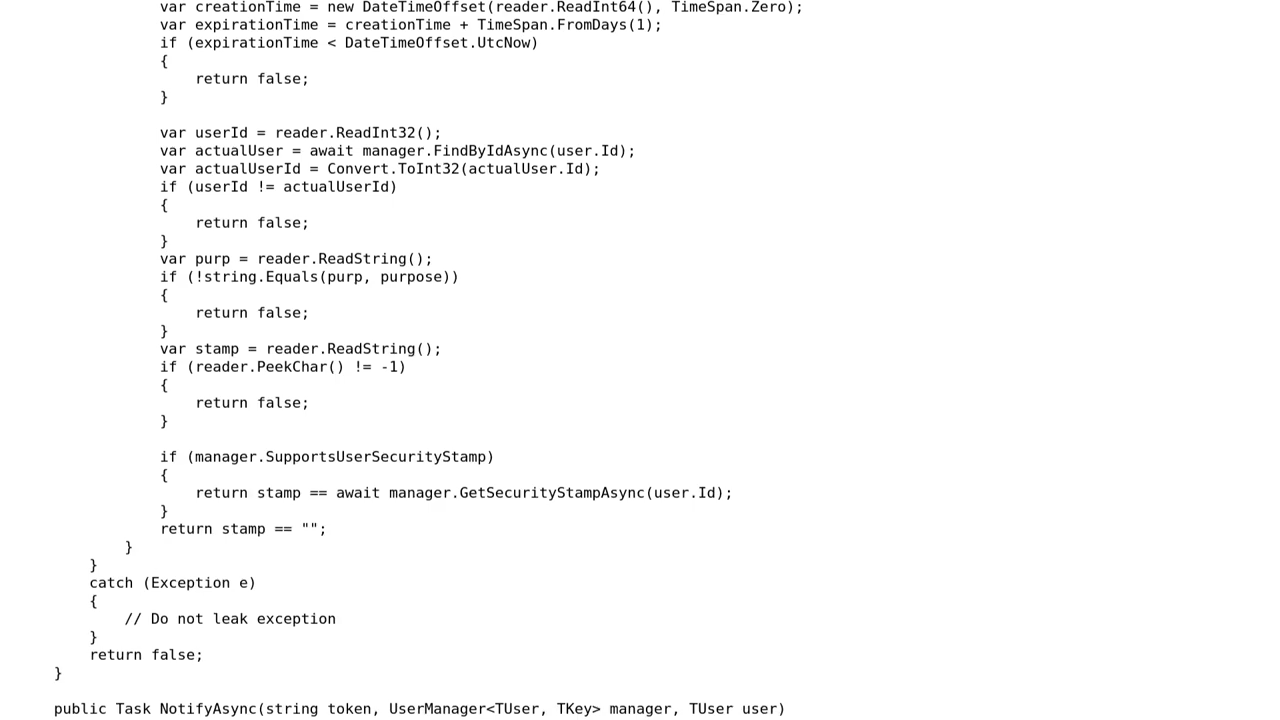 var creationTime = new DateTimeOffset(reader.ReadInt64(), TimeSpan.Zero);
var expirationTime = creationTime + TimeSpan.FromDays(1);
if (expirationTime < DateTimeOffset.UtcNow)
{
return false;
}
var userId = reader.ReadInt32();
var actualUser = await manager.FindByIdAsync(user.Id);
var actualUserId = Convert.ToInt32(actualUser.Id);
if (userId != actualUserId)
{
return false;
}
var purp = reader.ReadString();
if (!string.Equals(purp, purpose))
{
return false;
}
var stamp = reader.ReadString();
if (reader.PeekChar() != -1)
{
return false;
}
if (manager.SupportsUserSecurityStamp)
{
return stamp == await manager.GetSecurityStampAsync(user.Id);
}
return stamp == "";
}
}
catch (Exception e)
{
// Do not leak exception
}
return false;
}
public Task NotifyAsync(string token, UserManager<TUser, TKey> manager, TUser user)